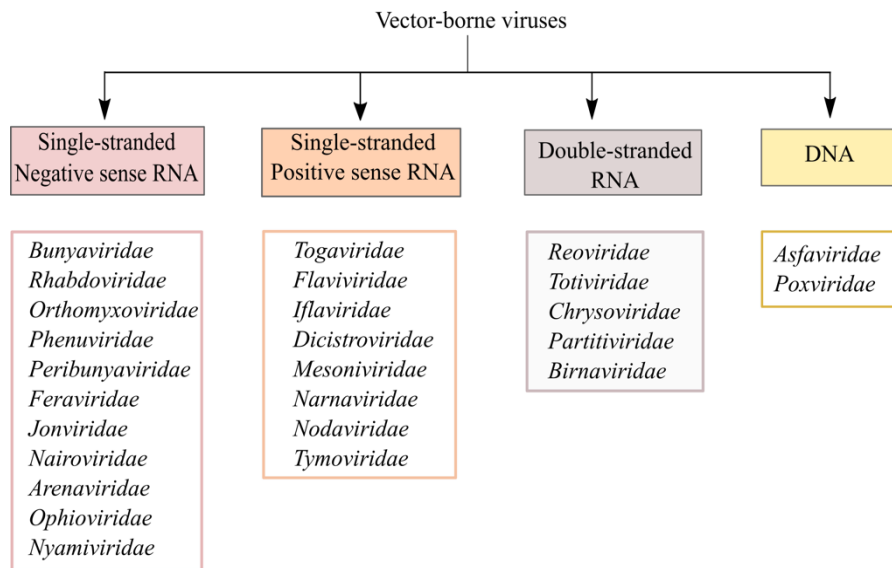 Vector-borne viruses
Single-stranded
Negative sense RNA
Single-stranded
Positive sense RNA
Double-stranded
RNA
DNA
Bunyaviridae
Rhabdoviridae
Orthomyxoviridae
Phenuviridae
Peribunyaviridae
Feraviridae
Jonviridae
Nairoviridae
Arenaviridae
Ophioviridae
Nyamiviridae
Togaviridae
Flaviviridae
Iflaviridae
Dicistroviridae
Mesoniviridae
Narnaviridae
Nodaviridae
Tymoviridae
Reoviridae
Totiviridae
Chrysoviridae
Partitiviridae
Birnaviridae
Asfaviridae
Poxviridae